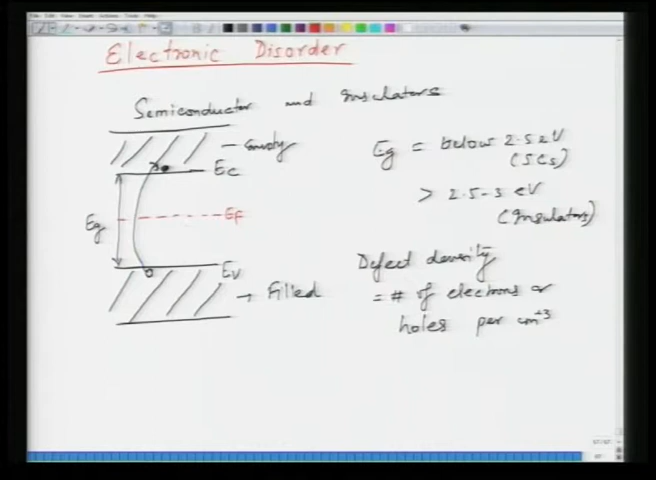 Electronic Disorder
Semiconductor and Insulators
Empty
Ec
Eg
EF
Ev
Filled
Eg = below 2.5 eV
(SCs)
> 2.5-3 eV
(Insulators)
Defect density
= # of electrons or
holes per cm-3